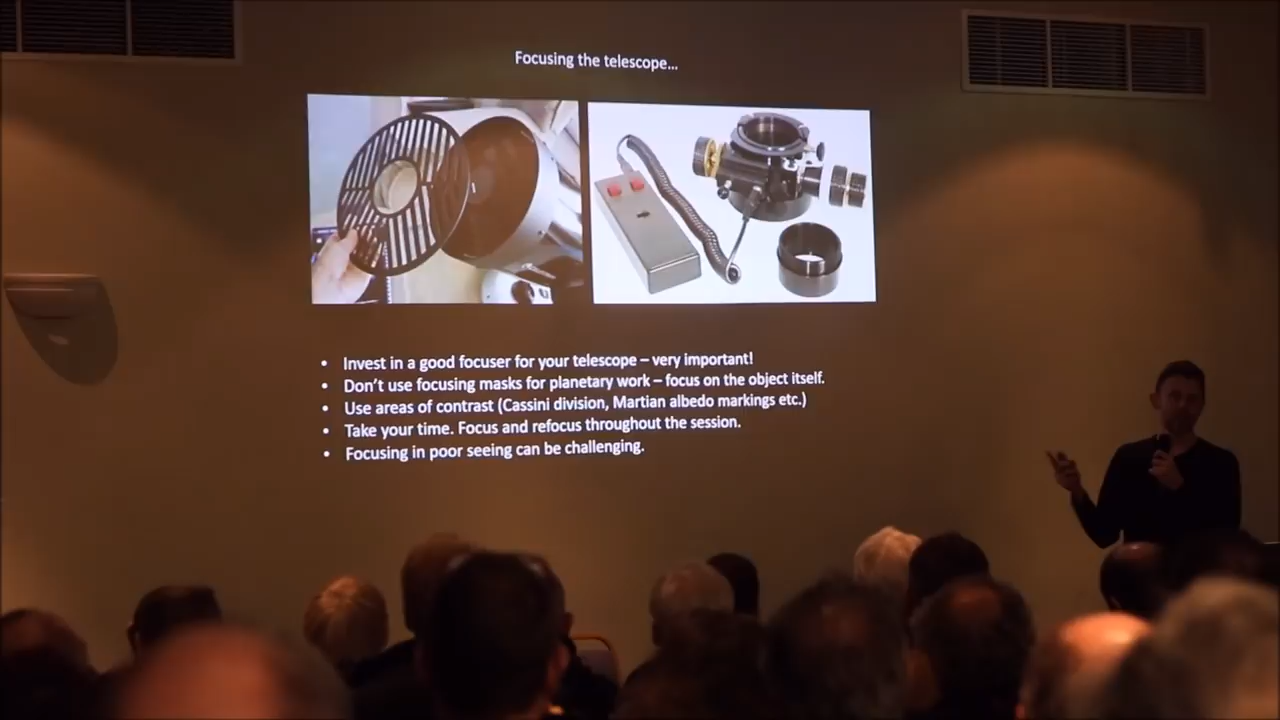 Focusing the telescope...
• Invest in a good focuser for your telescope – very important!
• Don't use focusing masks for planetary work – focus on the object itself.
• Use areas of contrast (Cassini division, Martian albedo markings etc.)
• Take your time. Focus and refocus throughout the session.
• Focusing in poor seeing can be challenging.